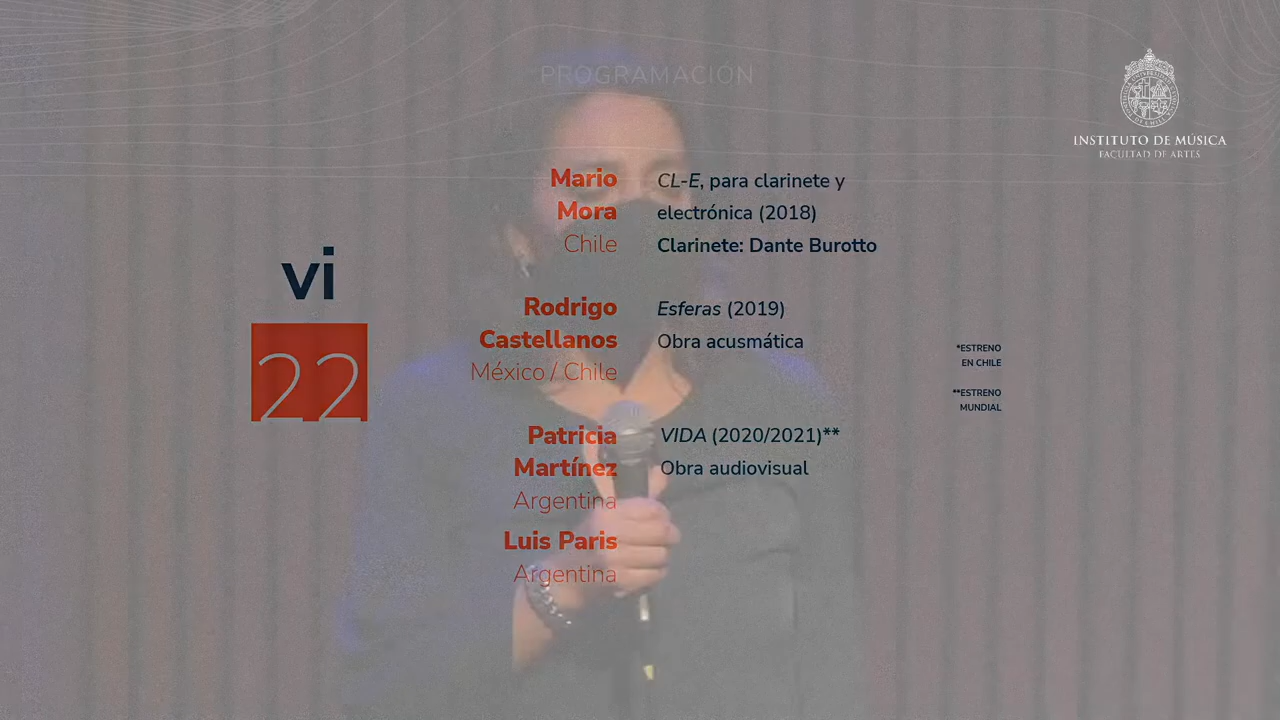 PROGRAMACIÓN
INSTITUTO DE MÚSICA
FACULTAD DE ARTES
vi
22
Mario
Mora
Chile
CL-E, para clarinete y
electrónica (2018)
Clarinete: Dante Burotto
Rodrigo
Castellanos
México / Chile
Esferas (2019)
Obra acusmática
Patricia
Martínez
Argentina
Luis Paris
Argentina
VIDA (2020/2021)**
Obra audiovisual
*ESTRENO
EN CHILE
**ESTRENO
MUNDIAL